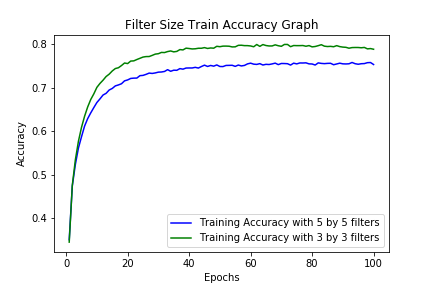 Filter Size Train Accuracy Graph
0.8
0.7
0.6
0.5
0.4
Accuracy
Training Accuracy with 5 by 5 filters
Training Accuracy with 3 by 3 filters
0 20 40 60 80 100
Epochs